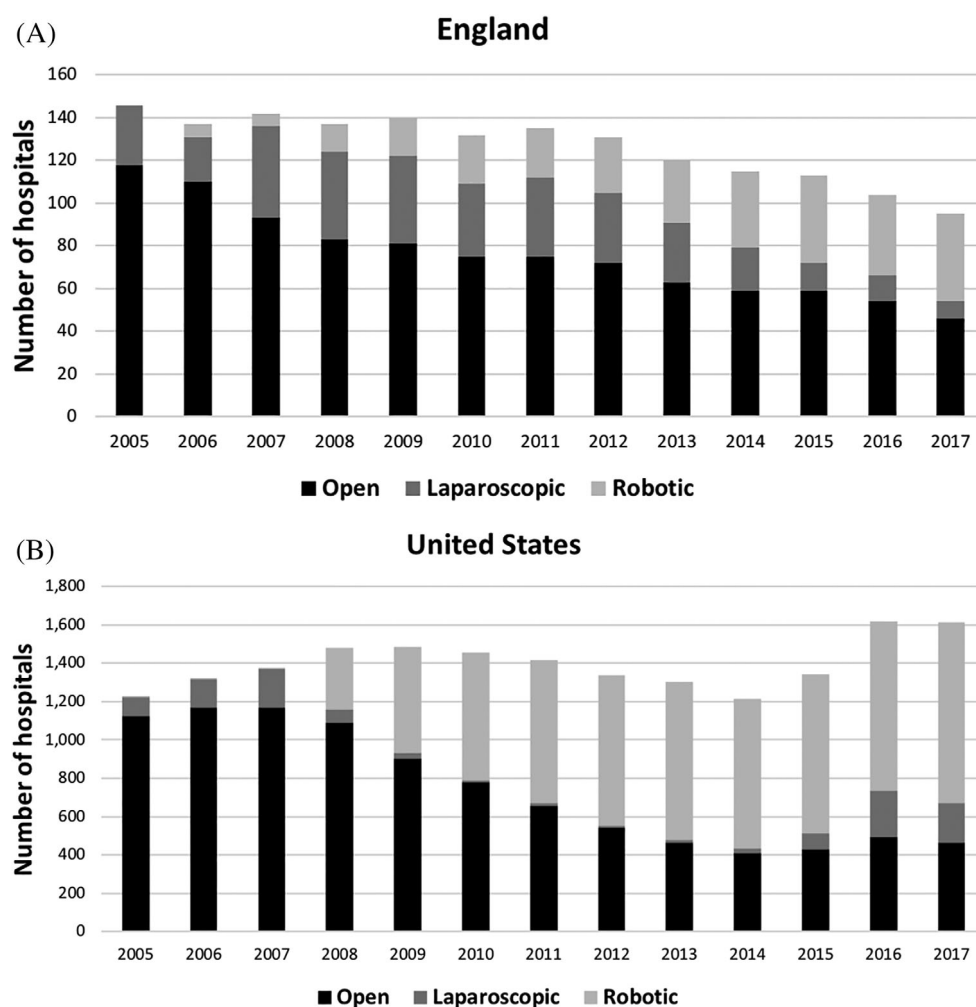 (A)
England
Number of hospitals
160
140
120
100
80
60
40
20
0
2005 2006 2007 2008 2009 2010 2011 2012 2013 2014 2015 2016 2017
Open Laparoscopic Robotic
(B)
United States
Number of hospitals
1,800
1,600
1,400
1,200
1,000
800
600
400
200
0
2005 2006 2007 2008 2009 2010 2011 2012 2013 2014 2015 2016 2017
Open Laparoscopic Robotic